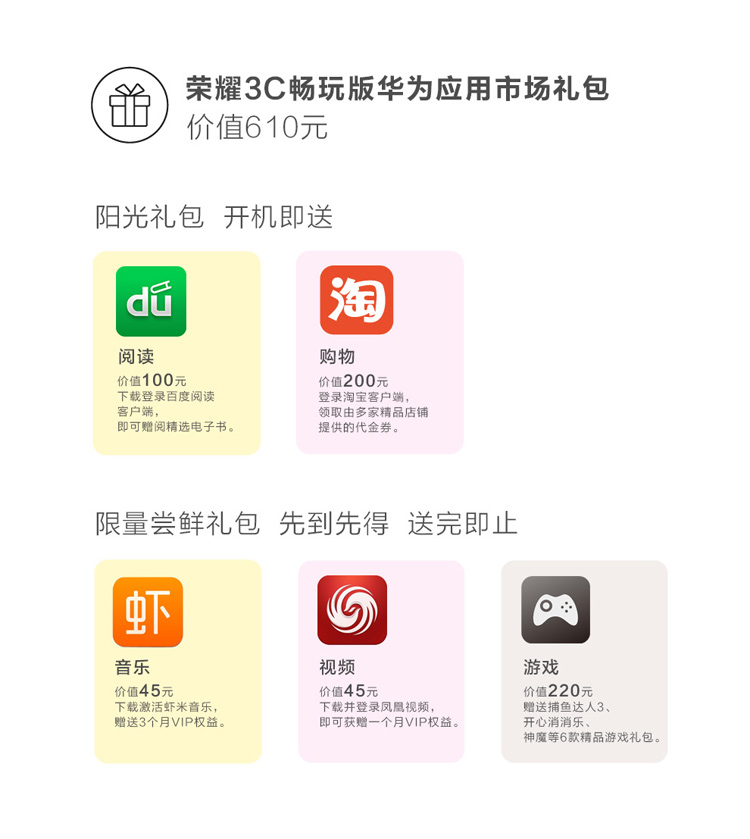 荣耀3C畅玩版华为应用市场礼包
价值610元
阳光礼包 开机即送
du
淘
阅读
价值100元
下载登录百度阅读
客户端，
即可赠阅精选电子书。
购物
价值200元
登录淘宝客户端，
领取由多家精品店铺
提供的代金券。
限量尝鲜礼包 先到先得 送完即止
虾
音乐
价值45元
下载激活虾米音乐，
赠送3个月VIP权益。
视频
价值45元
下载并登录凤凰视频，
即可获赠一个月VIP权益。
游戏
价值220元
赠送捕鱼达人3、
开心消消乐、
神魔等6款精品游戏礼包。